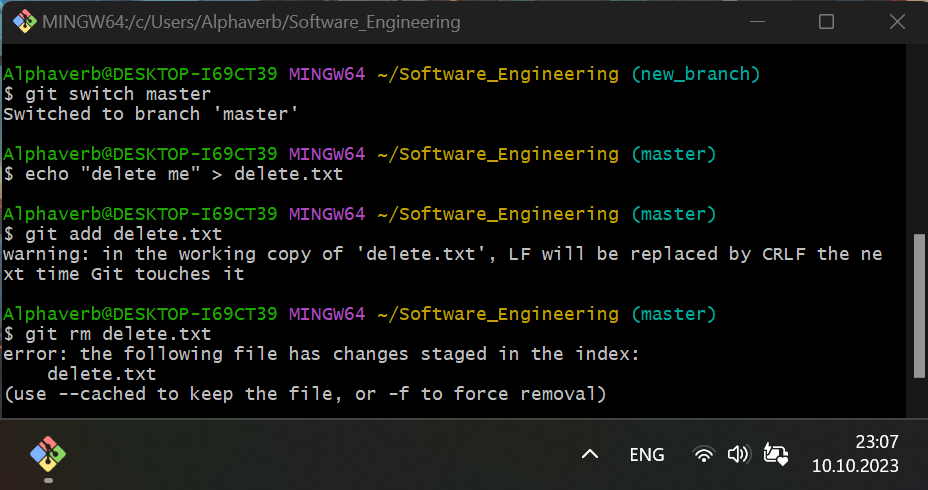 MINGW64:/c/Users/Alphaverb/Software_Engineering
Alphaverb@DESKTOP-I69CT39 MINGW64 ~/Software_Engineering (new_branch)
$ git switch master
Switched to branch 'master'
Alphaverb@DESKTOP-I69CT39 MINGW64 ~/Software_Engineering (master)
$ echo "delete me" > delete.txt
Alphaverb@DESKTOP-I69CT39 MINGW64 ~/Software_Engineering (master)
$ git add delete.txt
warning: in the working copy of 'delete.txt', LF will be replaced by CRLF the ne
xt time Git touches it
Alphaverb@DESKTOP-I69CT39 MINGW64 ~/Software_Engineering (master)
$ git rm delete.txt
error: the following file has changes staged in the index:
    delete.txt
(use --cached to keep the file, or -f to force removal)
ENG
23:07
10.10.2023